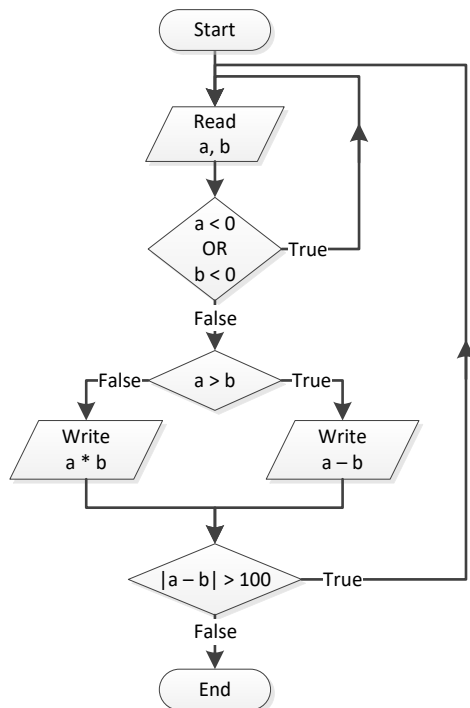 Start
Read
a, b
a < 0
OR
b < 0
True
False
False
a > b
True
Write
a * b
Write
a – b
|a – b| > 100
True
False
End